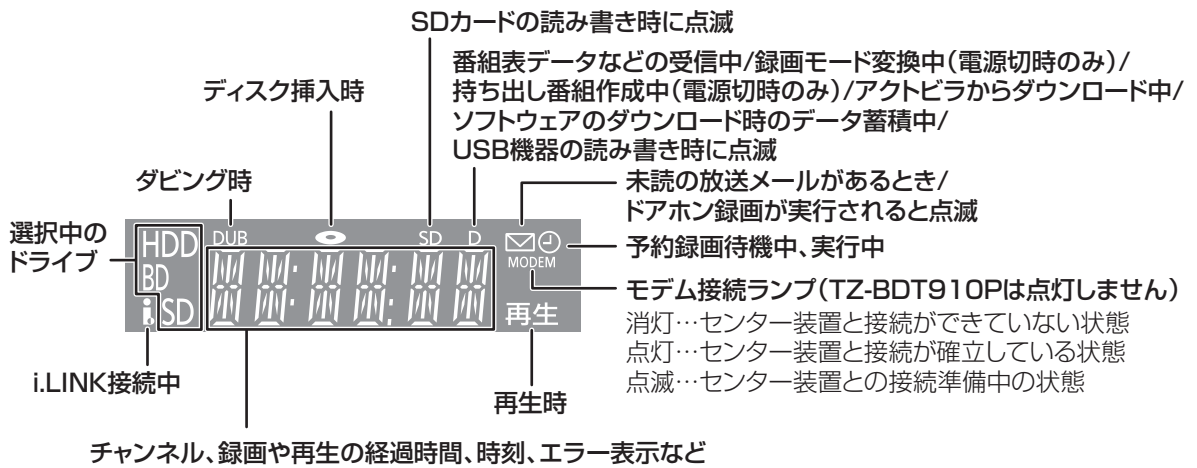 SDカードの読み書き時に点滅
番組表データなどの受信中/録画モード変換中(電源切時のみ)/
持ち出し番組作成中(電源切時のみ)/アクトビラからダウンロード中/
ソフトウェアのダウンロード時のデータ蓄積中/
USB機器の読み書き時に点滅
ディスク挿入時
ダビング時
未読の放送メールがあるとき/
ドアホン録画が実行されると点滅
選択中の
ドライブ
HDD
BD
SD
DUB
SD
D
MODEM
再生
予約録画待機中、実行中
モデム接続ランプ(TZ-BDT910Pは点灯しません)
消灯…センター装置と接続ができていない状態
点灯…センター装置と接続が確立している状態
点滅…センター装置との接続準備中の状態
i.LINK接続中
再生時
チャンネル、録画や再生の経過時間、時刻、エラー表示など